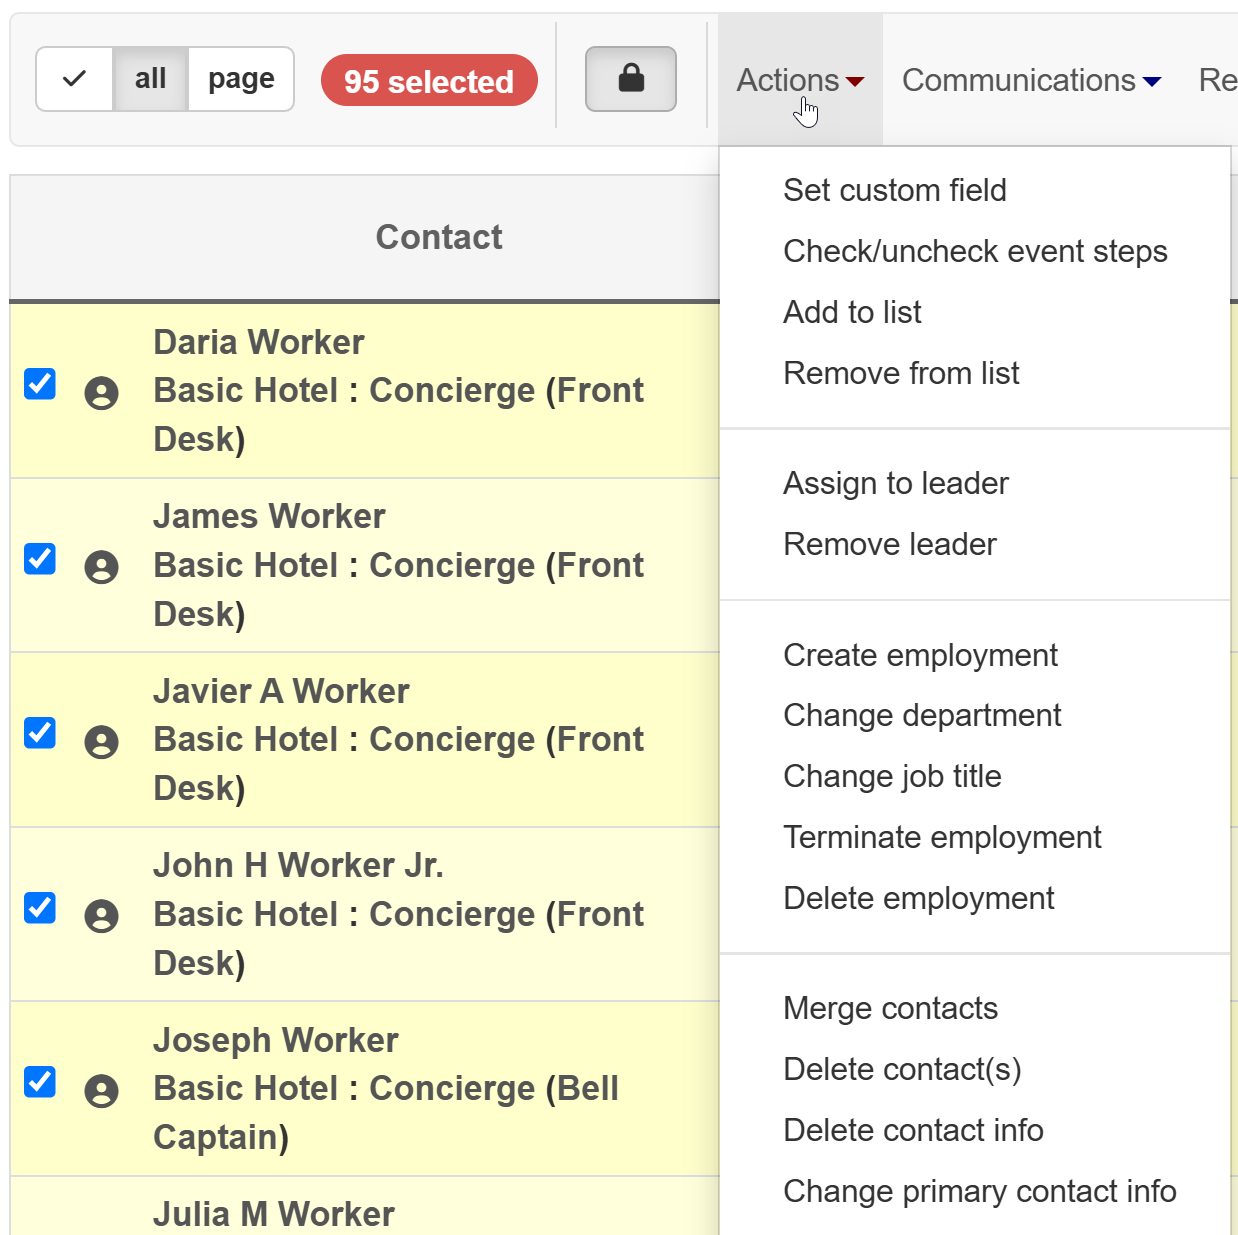 all page 95 selected Actions Communications Re
Contact
Daria Worker
Basic Hotel : Concierge (Front
Desk)
James Worker
Basic Hotel : Concierge (Front
Desk)
Javier A Worker
Basic Hotel : Concierge (Front
Desk)
John H Worker Jr.
Basic Hotel : Concierge (Front
Desk)
Joseph Worker
Basic Hotel : Concierge (Bell
Captain)
Julia M Worker
Set custom field
Check/uncheck event steps
Add to list
Remove from list
Assign to leader
Remove leader
Create employment
Change department
Change job title
Terminate employment
Delete employment
Merge contacts
Delete contact(s)
Delete contact info
Change primary contact info